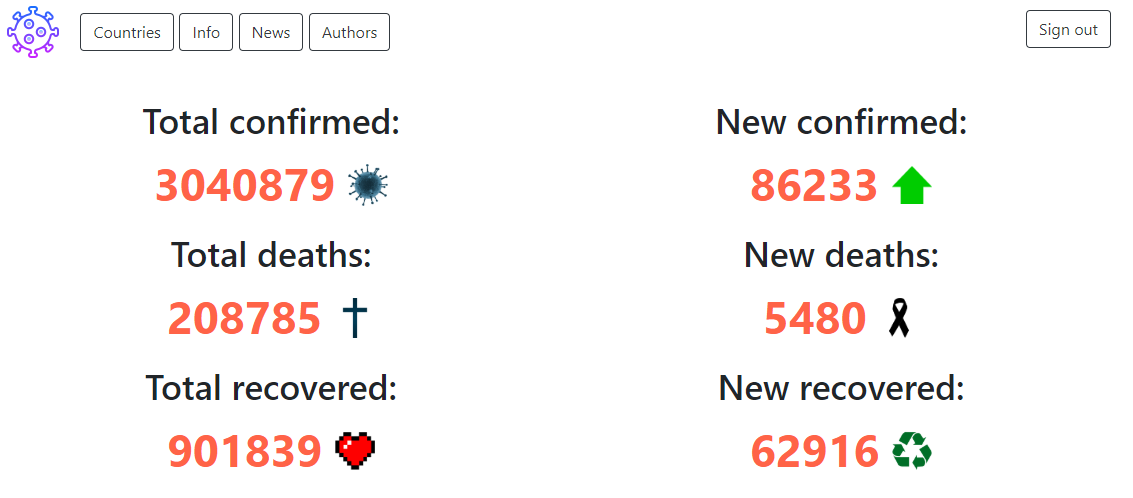 Countries Info News Authors Sign out
Total confirmed:
3040879
New confirmed:
86233
Total deaths:
208785
New deaths:
5480
Total recovered:
901839
New recovered:
62916